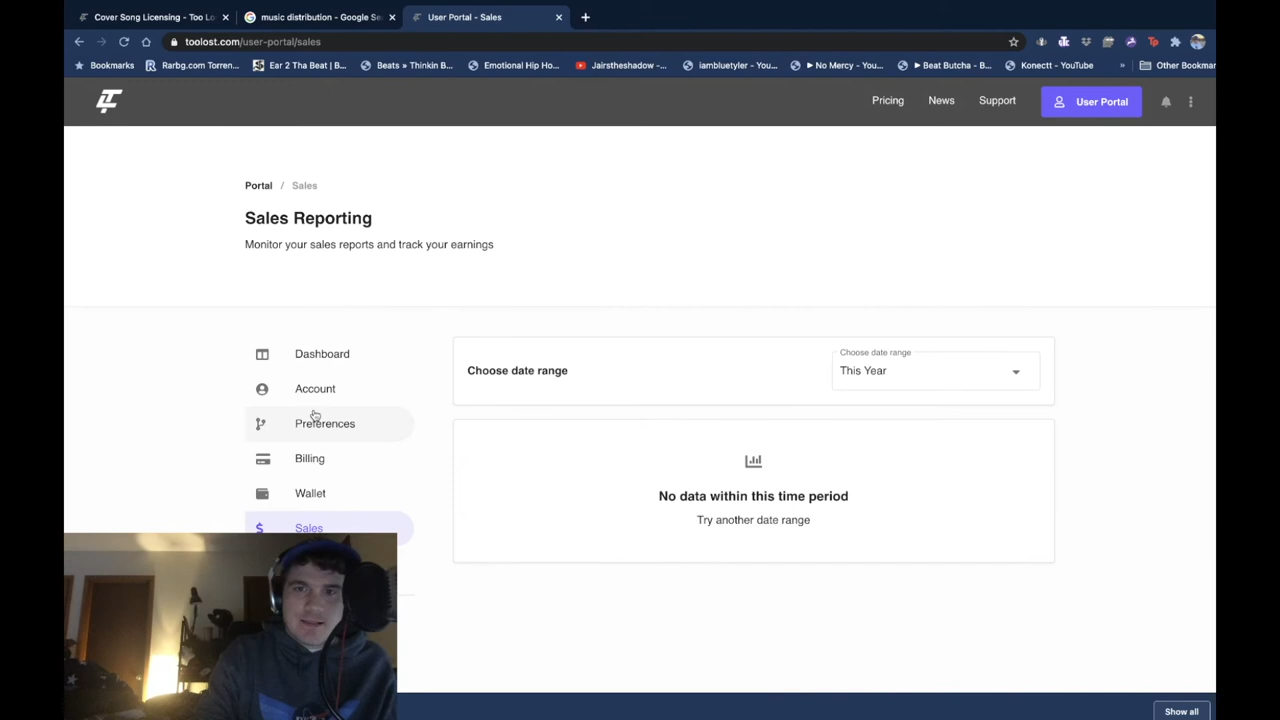 Cover Song Licensing - Too Lo
music distribution - Google Se
User Portal - Sales
toolost.com/user-portal/sales
Bookmarks
Rarbg.com Torren...
Ear 2 Tha Beat | B...
Beats » Thinkin B...
Emotional Hip Ho...
Jairstheshadow -...
iambluetyler - You...
► No Mercy - You...
► Beat Butcha - B...
Konectt - YouTube
»
Other Bookmar
Pricing
News
Support
User Portal
Portal / Sales
Sales Reporting
Monitor your sales reports and track your earnings
Dashboard
Account
Preferences
Billing
Wallet
Sales
Choose date range
Choose date range
This Year
No data within this time period
Try another date range
Show all